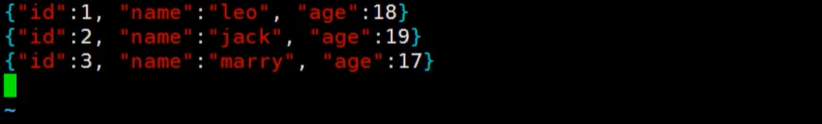 {"id":1, "name":"leo", "age":18}
{"id":2, "name":"jack", "age":19}
{"id":3, "name":"marry", "age":17}
~